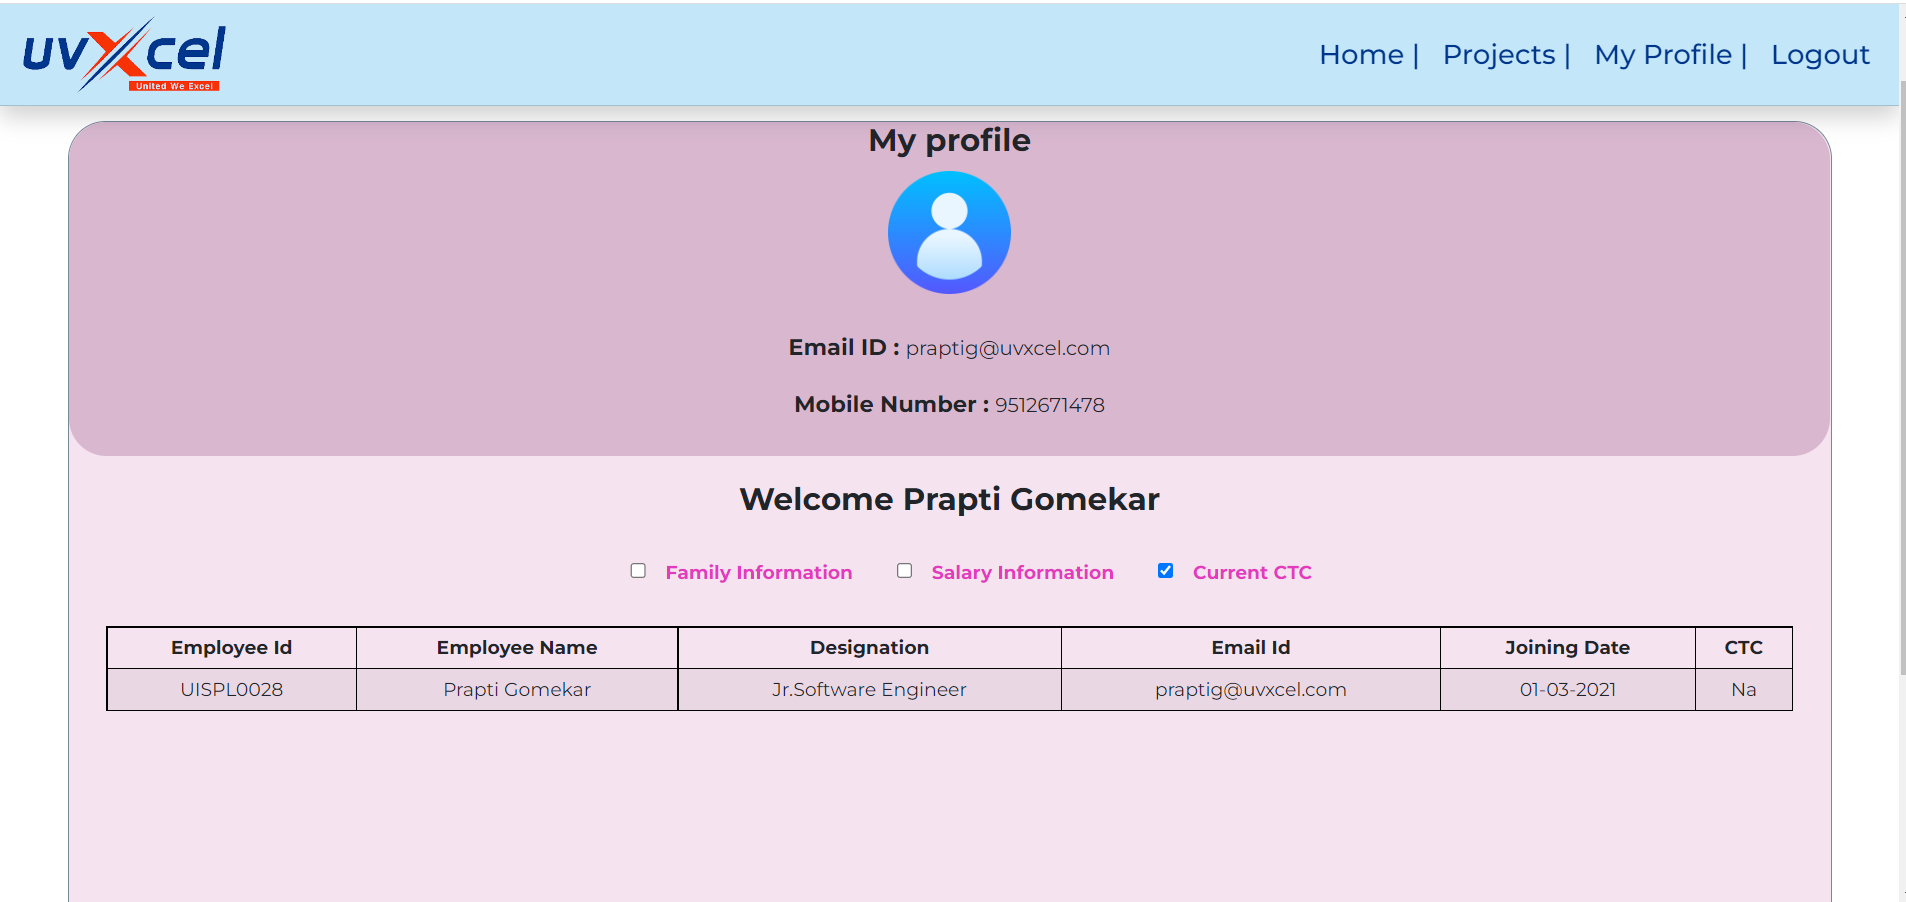 uvXcel
United We Excel
Home | Projects | My Profile | Logout
My profile
Email ID : praptig@uvxcel.com
Mobile Number : 9512671478
Welcome Prapti Gomekar
Family Information Salary Information Current CTC
Employee Id Employee Name Designation Email Id Joining Date CTC
UISPL0028 Prapti Gomekar Jr.Software Engineer praptig@uvxcel.com 01-03-2021 Na